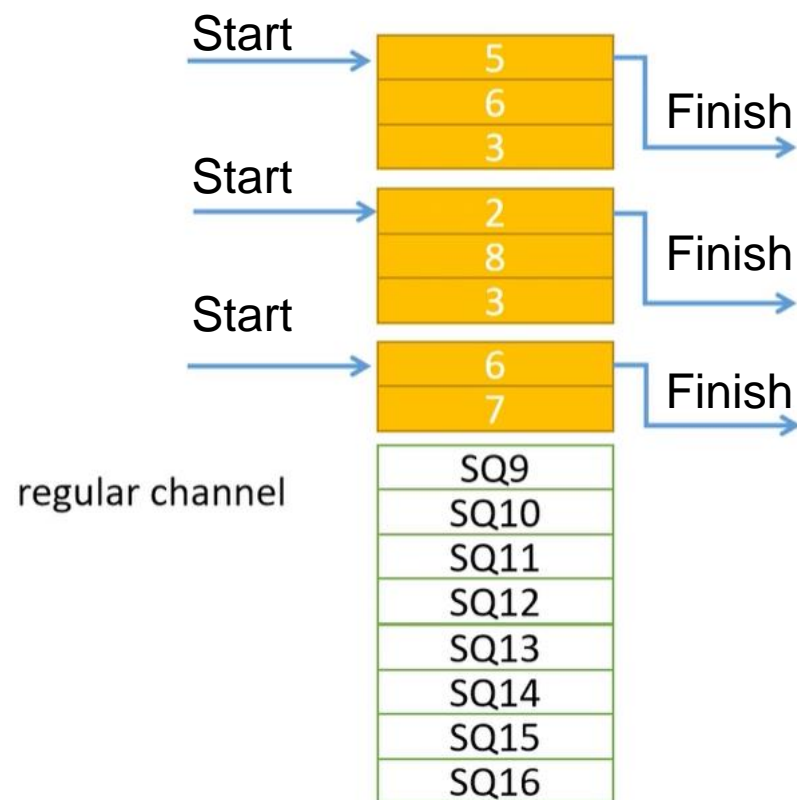 Start
5
6
Finish
3
Start
2
8
Finish
3
Start
6
Finish
7
regular channel
SQ9
SQ10
SQ11
SQ12
SQ13
SQ14
SQ15
SQ16